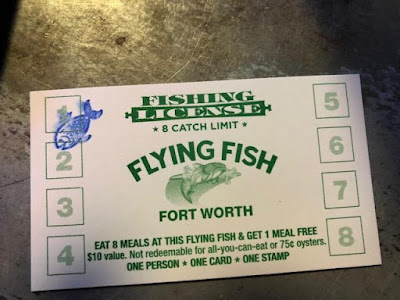 FISHING
LICENSE
★ 8 CATCH LIMIT ★
FLYING FISH
FORT WORTH
EAT 8 MEALS AT THIS FLYING FISH & GET 1 MEAL FREE
$10 value. Not redeemable for all-you-can-eat or 75¢ oysters.
ONE PERSON ★ ONE CARD ★ ONE STAMP
1
2
3
4
5
6
7
8